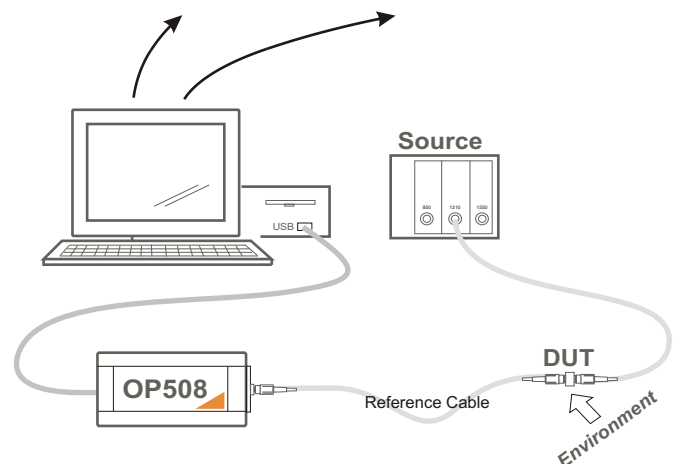 Source
850 1310 1550
USB
DUT
OP508
Reference Cable
Environment